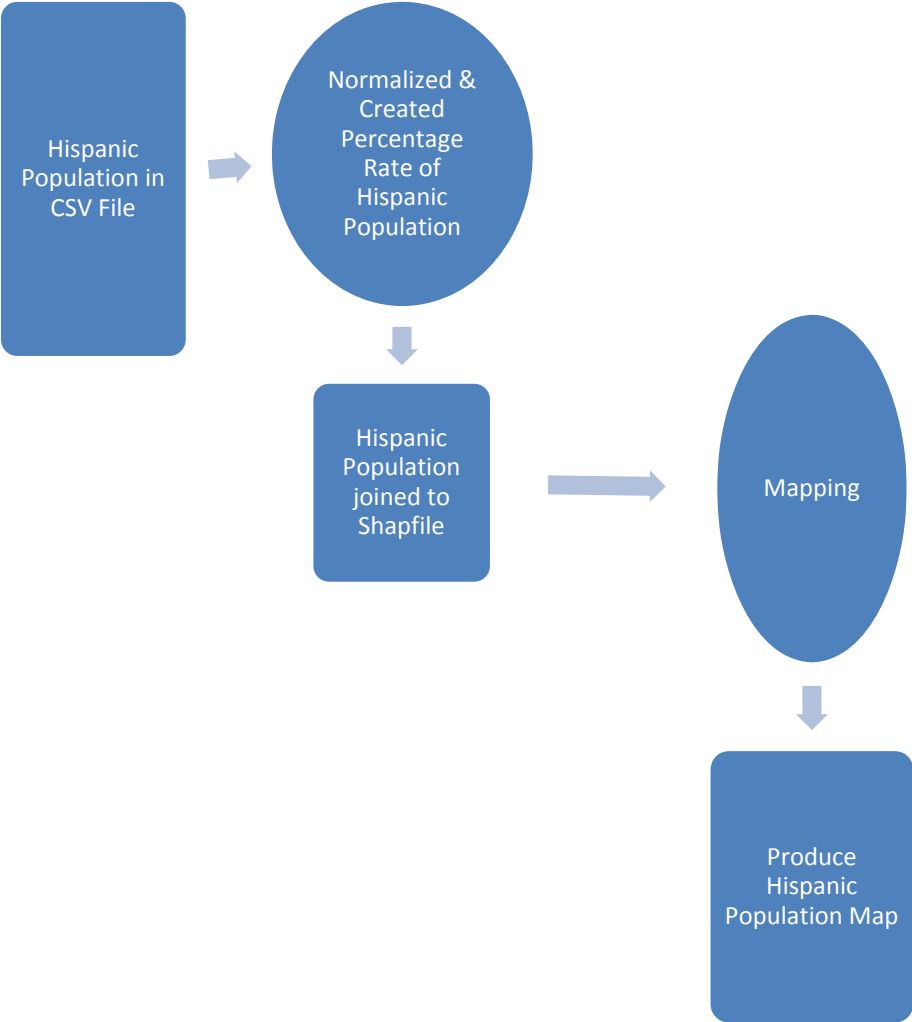 Hispanic
Population in
CSV File
Normalized &
Created
Percentage
Rate of
Hispanic
Population
Hispanic
Population
joined to
Shapfile
Mapping
Produce
Hispanic
Population Map